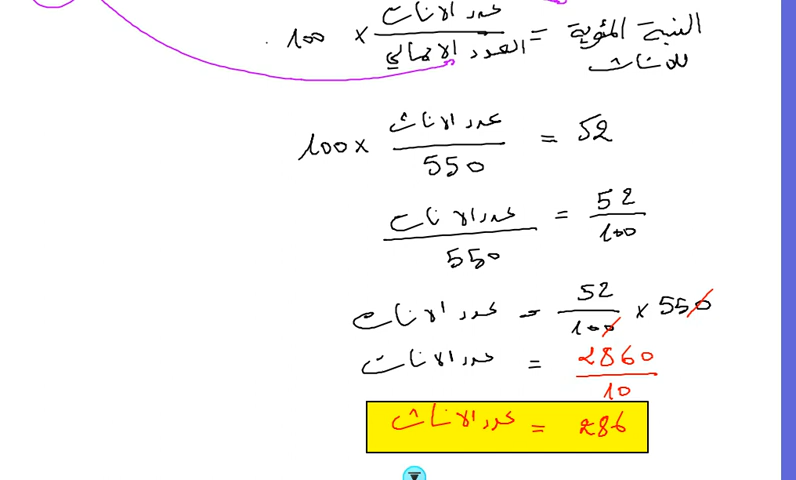 النسبة المئوية للاناث = عدد الاناث / العدد الاجمالي × 100
52 = عدد الاناث / 550 × 100
عدد الاناث / 550 = 52 / 100
عدد الاناث = 52 / 100 × 550
عدد الاناث = 2860 / 10
عدد الاناث = 286